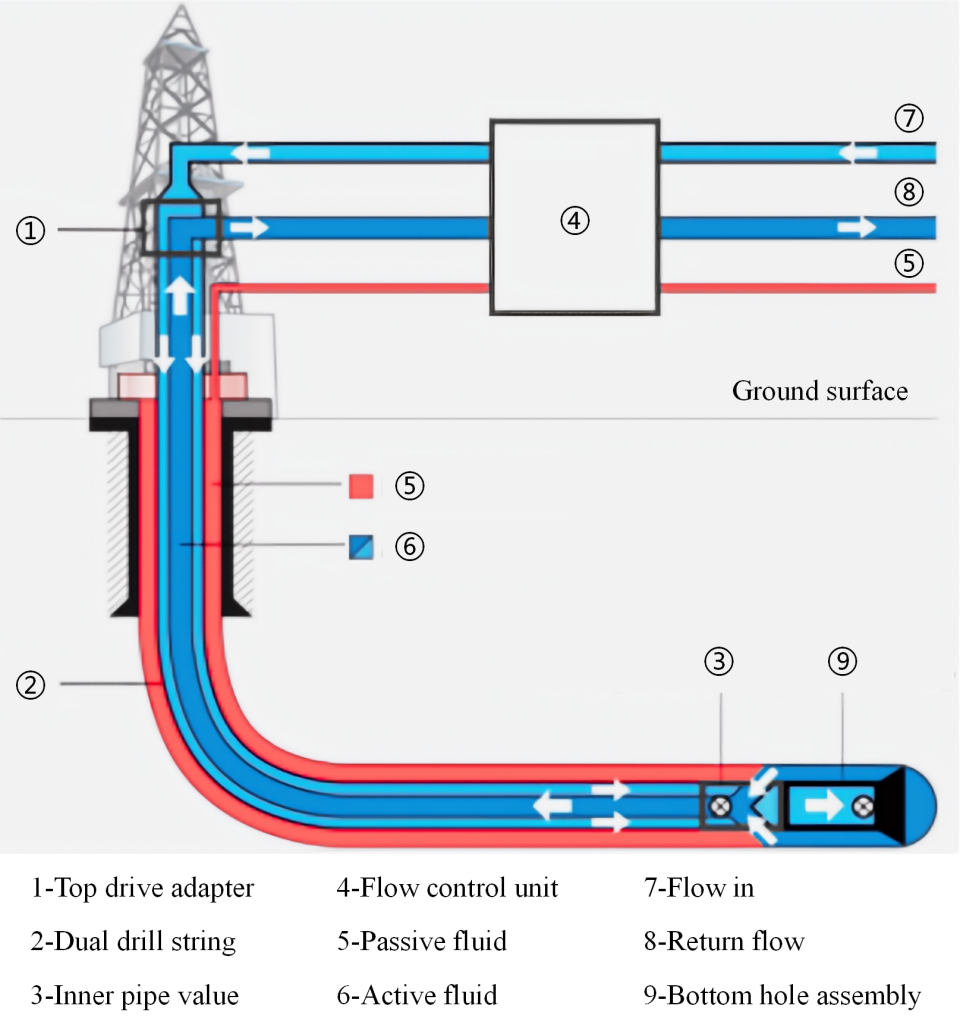 ⑦
⑧
①
④
⑤
Ground surface
⑤
⑥
②
③
⑨
1-Top drive adapter
4-Flow control unit
7-Flow in
2-Dual drill string
5-Passive fluid
8-Return flow
3-Inner pipe value
6-Active fluid
9-Bottom hole assembly